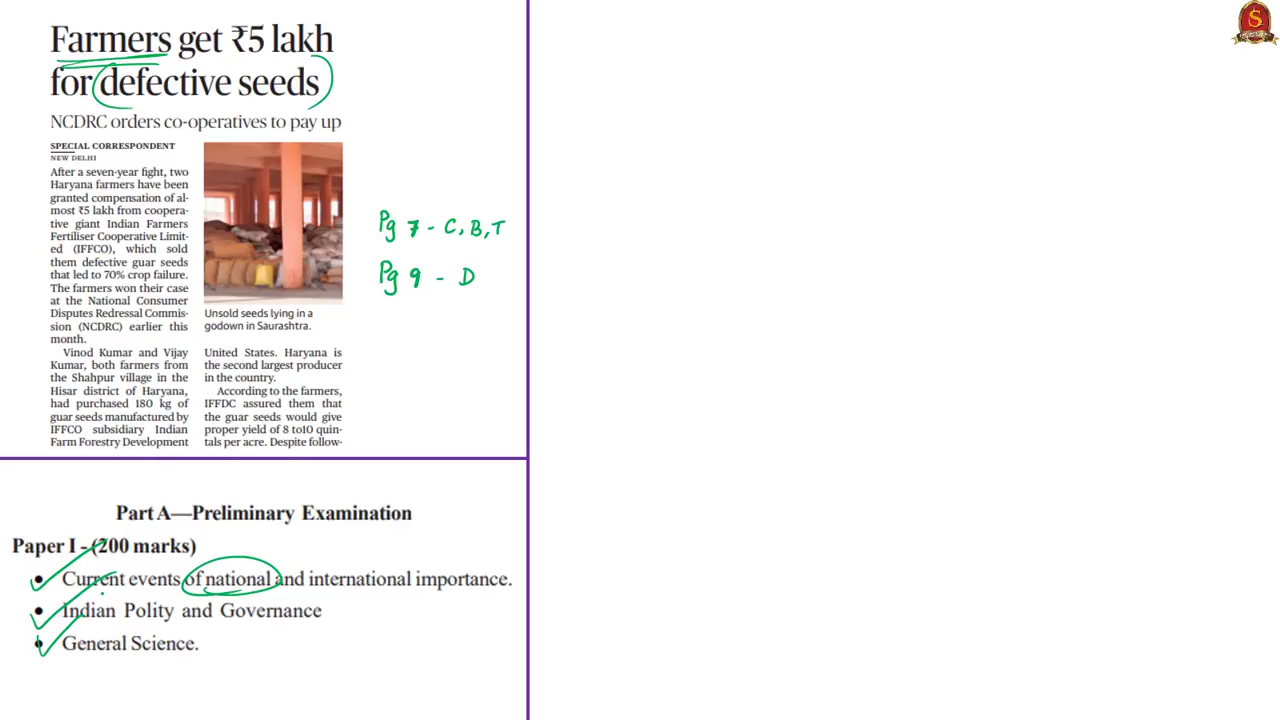 Farmers get ₹5 lakh
for defective seeds
NCDRC orders co-operatives to pay up
SPECIAL CORRESPONDENT
NEW DELHI
After a seven-year fight, two
Haryana farmers have been
granted compensation of al-
most ₹5 lakh from coopera-
tive giant Indian Farmers
Fertiliser Cooperative Limit-
ed (IFFCO), which sold
them defective guar seeds
that led to 70% crop failure.
The farmers won their case
at the National Consumer
Disputes Redressal Commis-
sion (NCDRC) earlier this
month.
Vinod Kumar and Vijay
Kumar, both farmers from
the Shahpur village in the
Hisar district of Haryana,
had purchased 180 kg of
guar seeds manufactured by
IFFCO subsidiary Indian
Farm Forestry Development
Unsold seeds lying in a
godown in Saurashtra.
United States. Haryana is
the second largest producer
in the country.
According to the farmers,
IFFDC assured them that
the guar seeds would give
proper yield of 8 to10 quin-
tals per acre. Despite follow-
Pg 7 - C, B, T
Pg 9 - D
Part A—Preliminary Examination
Paper I - (200 marks)
• Current events of national and international importance.
• Indian Polity and Governance
• General Science.